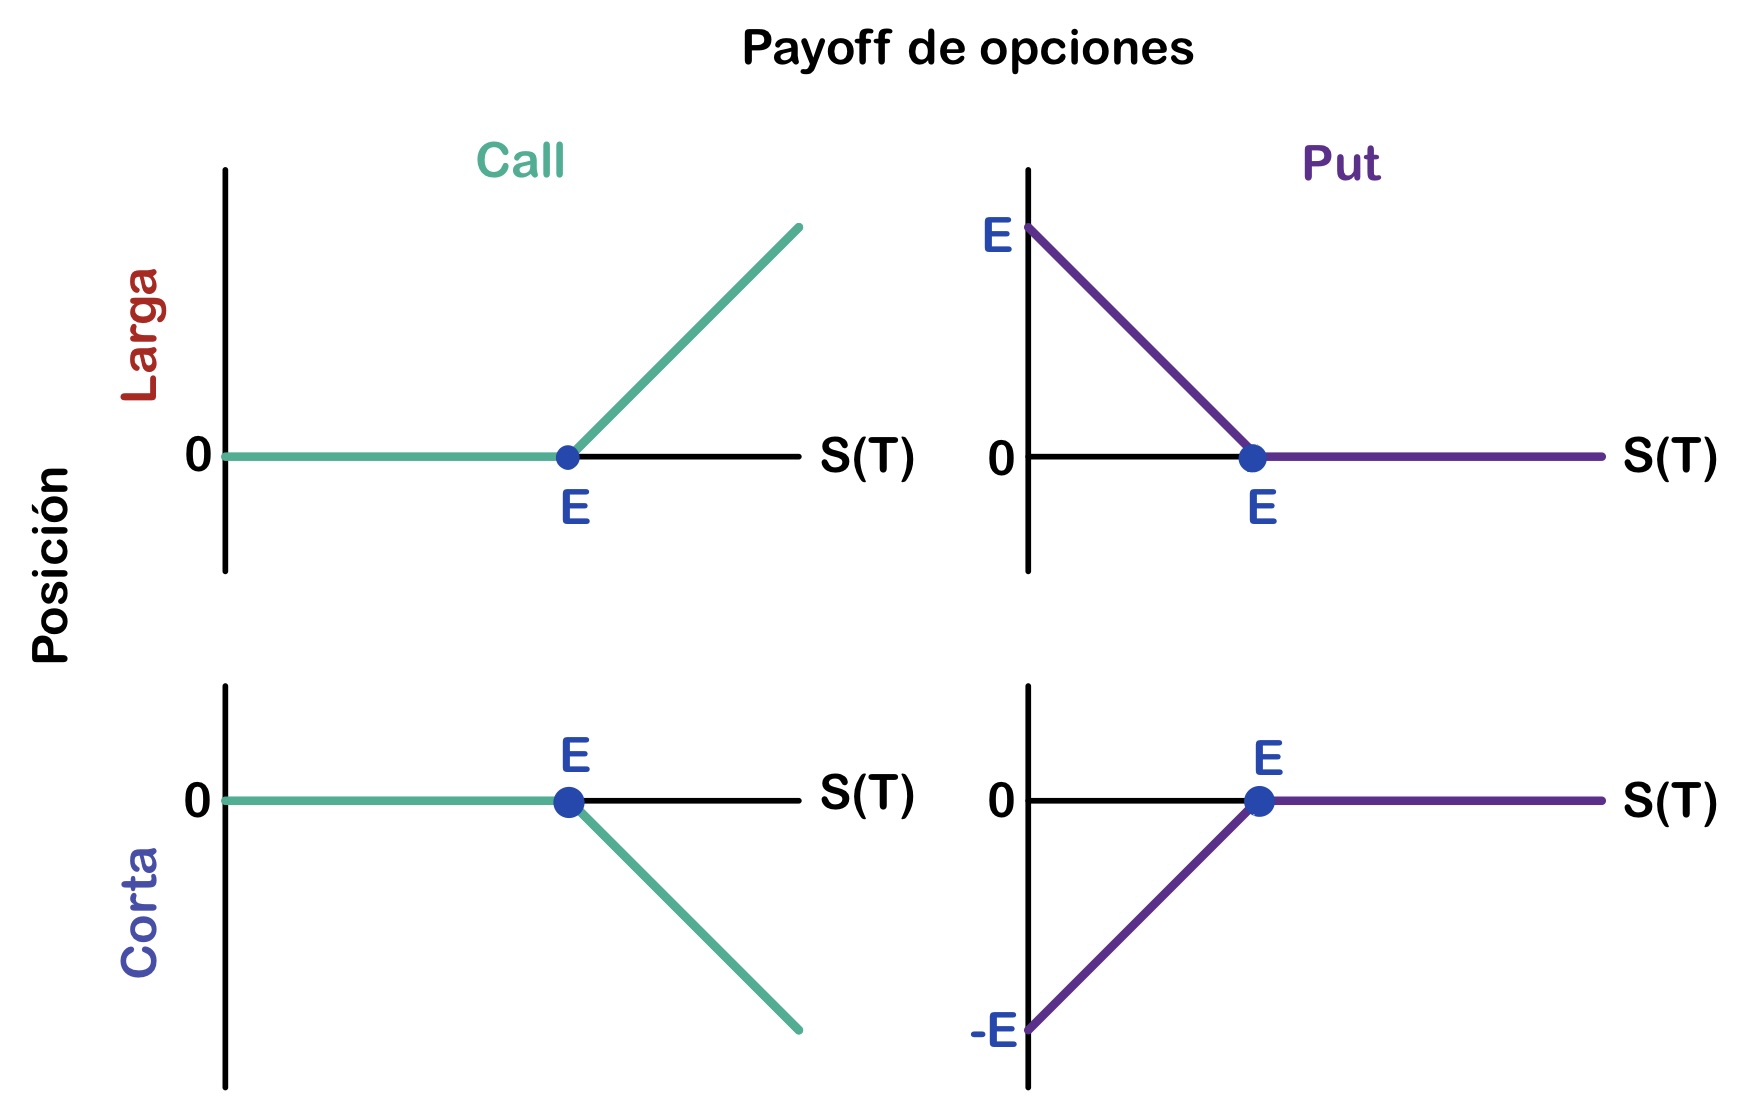 Payoff de opciones
Call
Put
Posición
Larga
E
0
S(T)
E
0
S(T)
E
Corta
E
0
S(T)
E
0
S(T)
-E